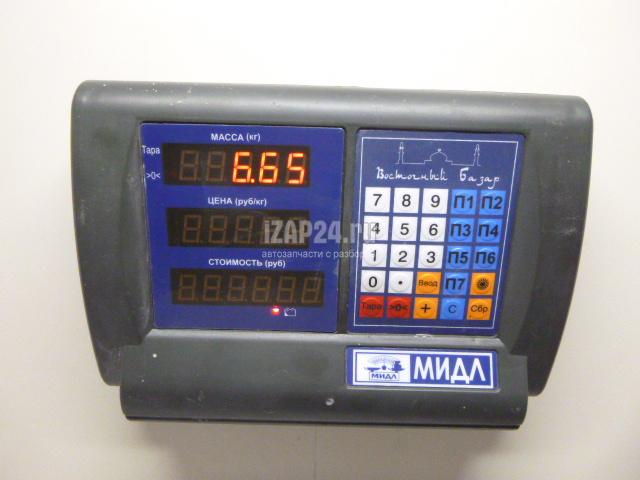 МАССА (кг)
Тара
>0<
6.65
ЦЕНА (руб/кг)
СТОИМОСТЬ (руб)
Восточный Базар
7 8 9 П1 П2
4 5 6 П3 П4
1 2 3 П5 П6
0 • Ввод П7
Тара >0< + С Сбр
МИДЛ
МИДЛ
iZAP24.ru
автозапчасти с разбора